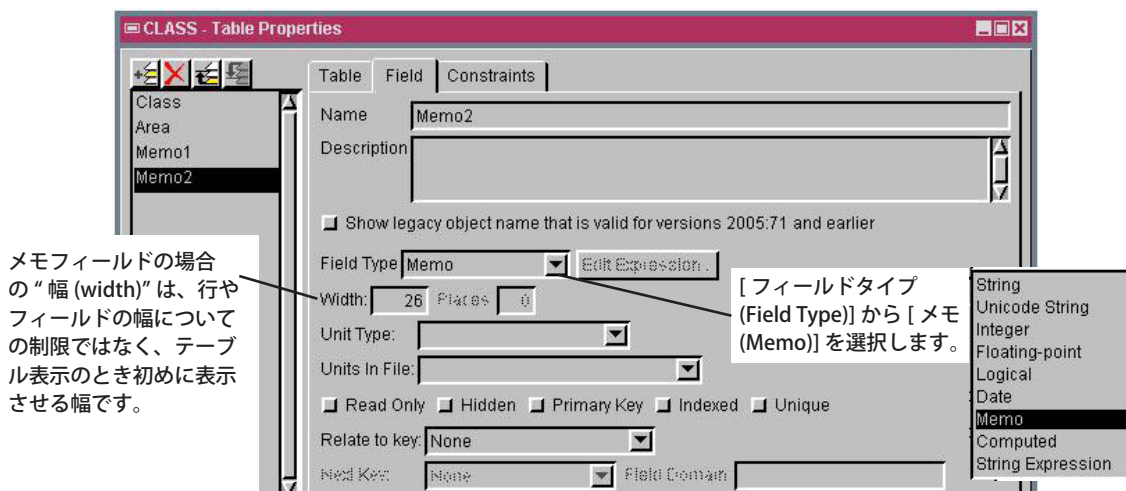 CLASS - Table Properties
Table Field Constraints
Class
Area
Memo1
Memo2
Name Memo2
Description
Show legacy object name that is valid for versions 2005:71 and earlier
Field Type Memo Edit Expression .
Width: 26 Places 0
Unit Type:
Units In File:
Read Only Hidden Primary Key Indexed Unique
Relate to key: None
Next Key: None Field Domain
メモフィールドの場合
の “ 幅 (width)” は、行や
フィールドの幅について
の制限ではなく、テーブ
ル表示のとき初めに表示
させる幅です。
[ フィールドタイプ
(Field Type)] から [ メモ
(Memo)] を選択します。
String
Unicode String
Integer
Floating-point
Logical
Date
Memo
Computed
String Expression